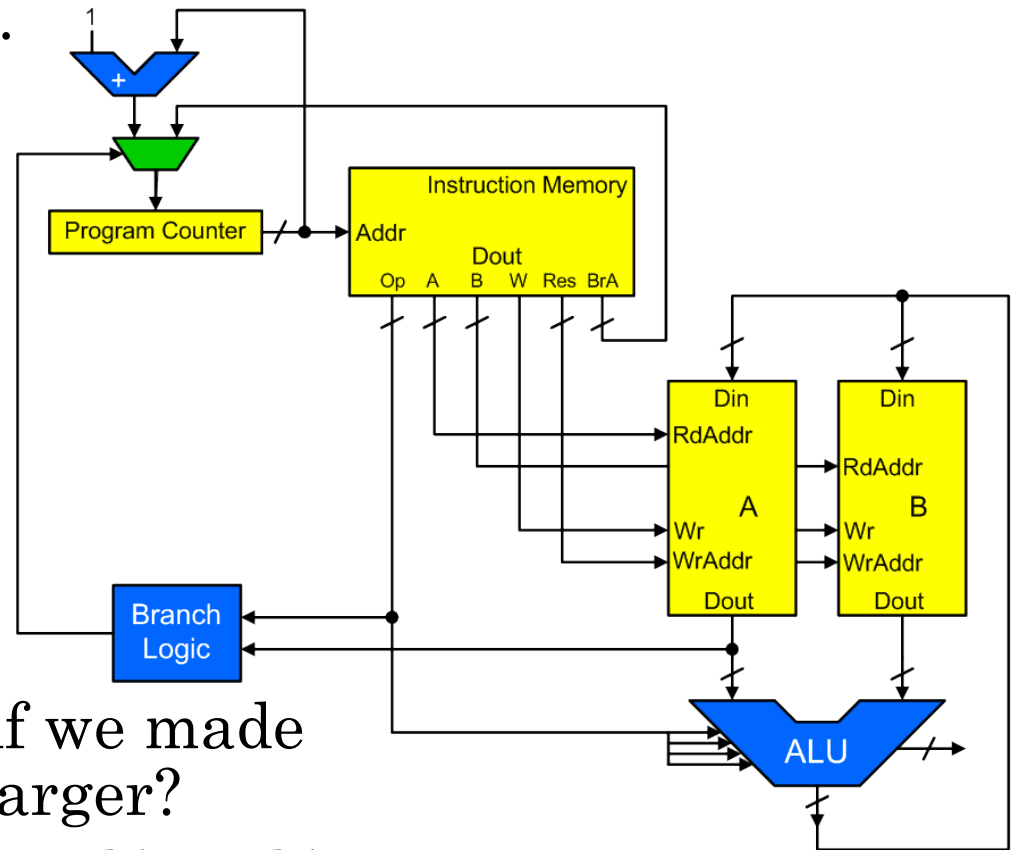 .
1
+
Instruction Memory
Program Counter
Addr
Dout
Op A B W Res BrA
Din Din
RdAddr
RdAddr
A B
Wr Wr
WrAddr WrAddr
Dout Dout
Branch
Logic
if we made
arger?
ALU